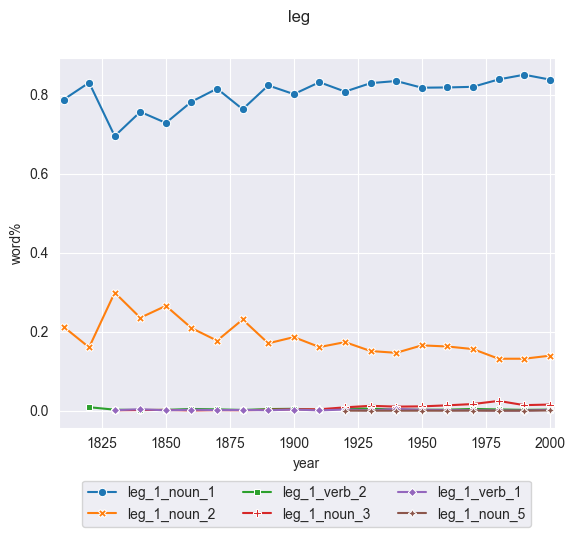 leg
0.8
0.6
0.4
0.2
0.0
word%
1825 1850 1875 1900 1925 1950 1975 2000
year
leg_1_noun_1 leg_1_verb_2 leg_1_verb_1
leg_1_noun_2 leg_1_noun_3 leg_1_noun_5